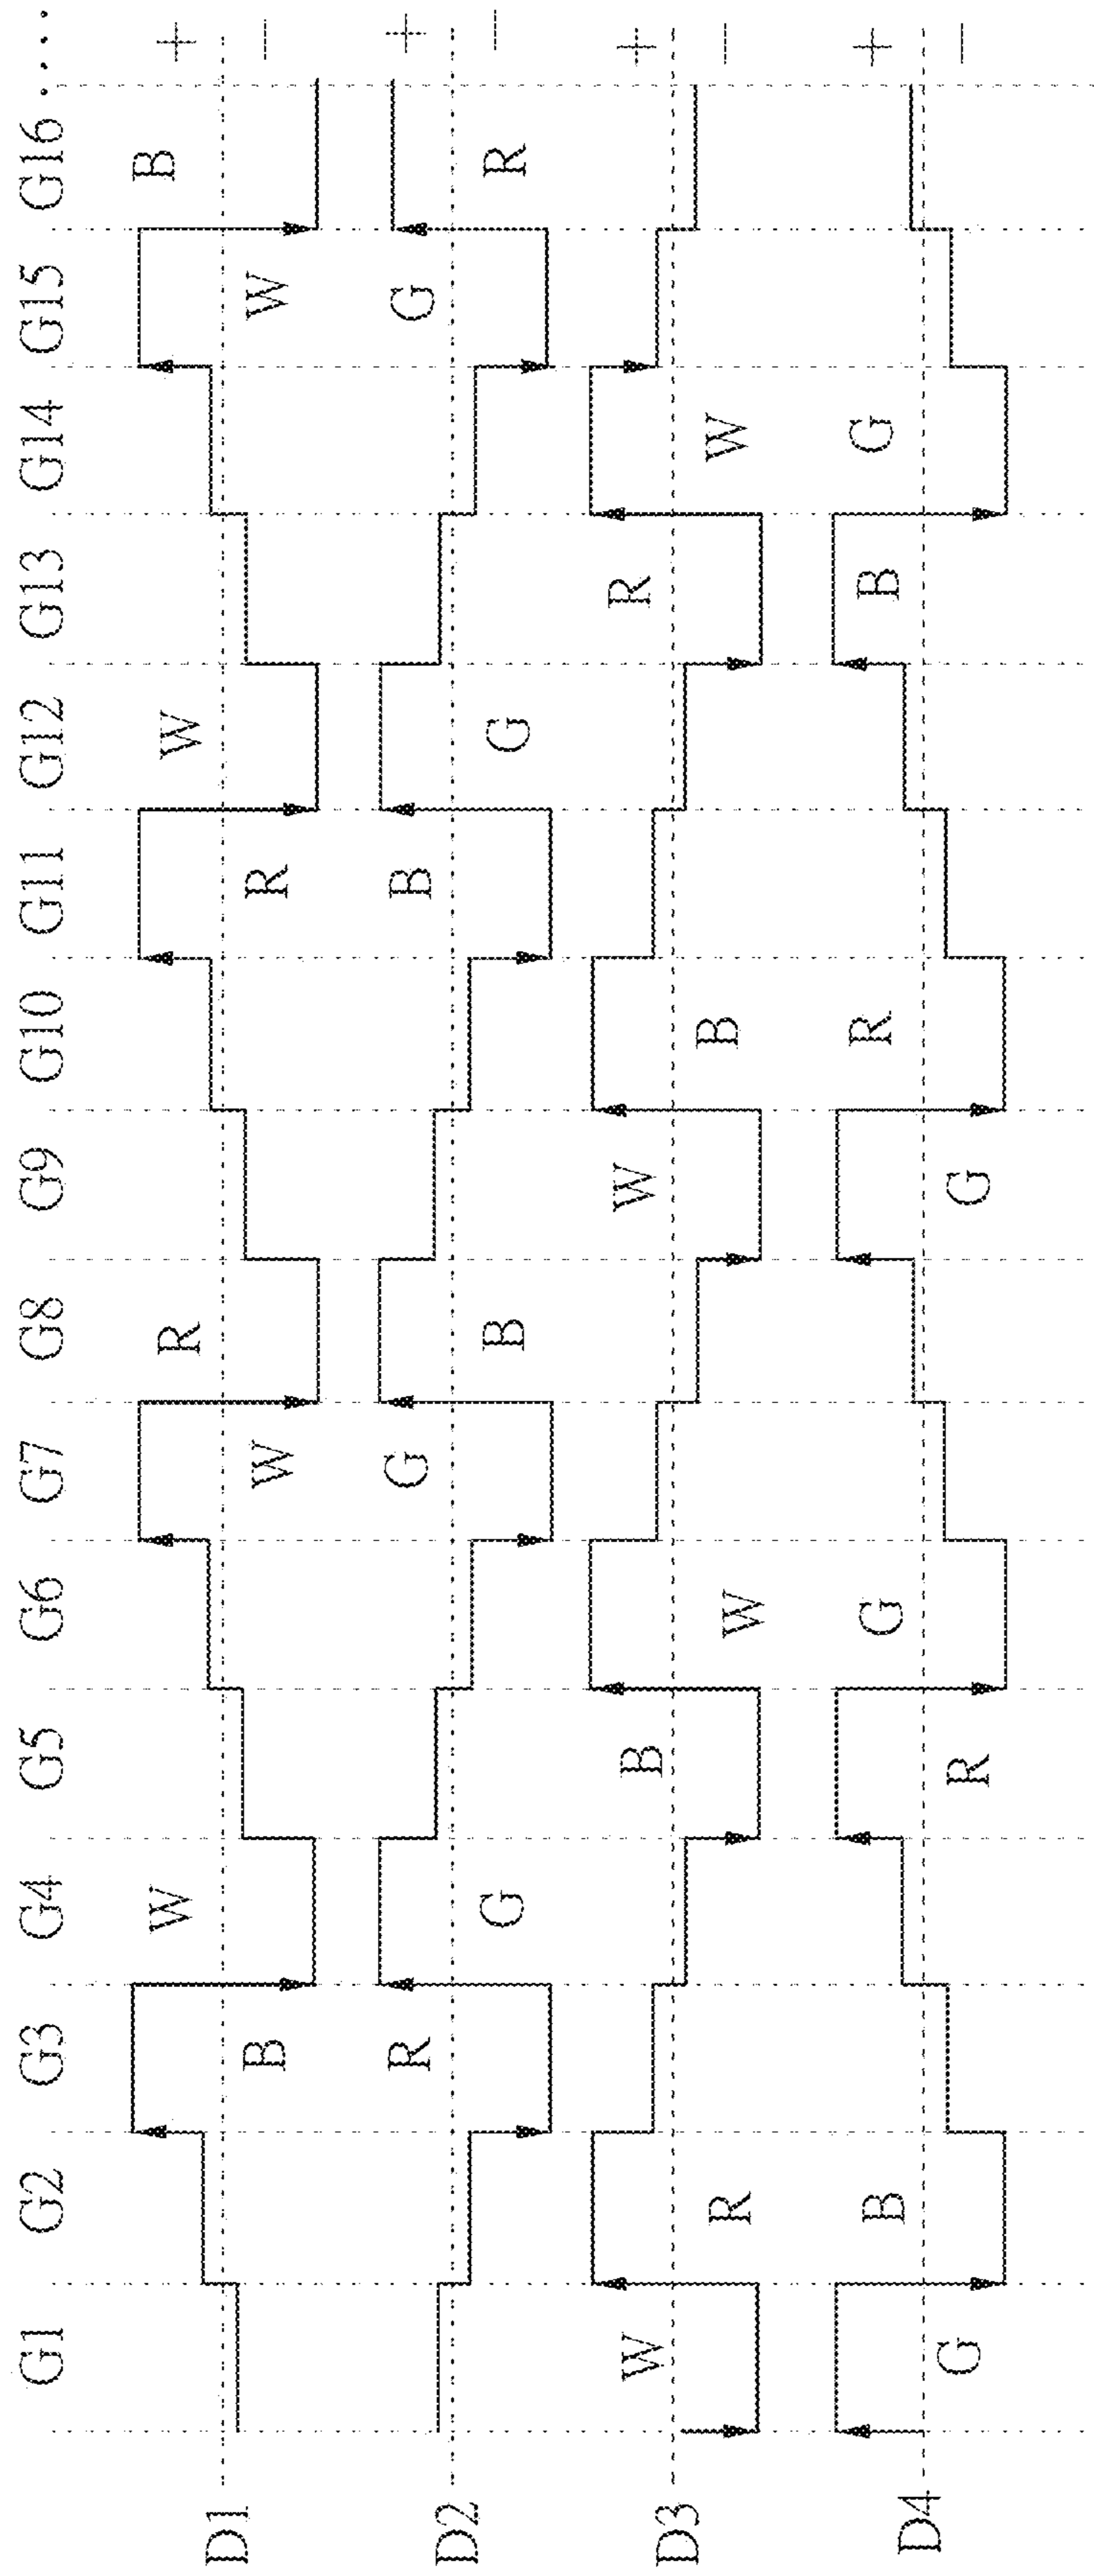 G1 G2 G3 G4 G5 G6 G7 G8 G9 G10 G11 G12 G13 G14 G15 G16 ....
D1 B W W R R W W B +
−
D2 R G G B B G G R +
−
D3 W R B W W B R W +
−
D4 G B R G G R B G +
−